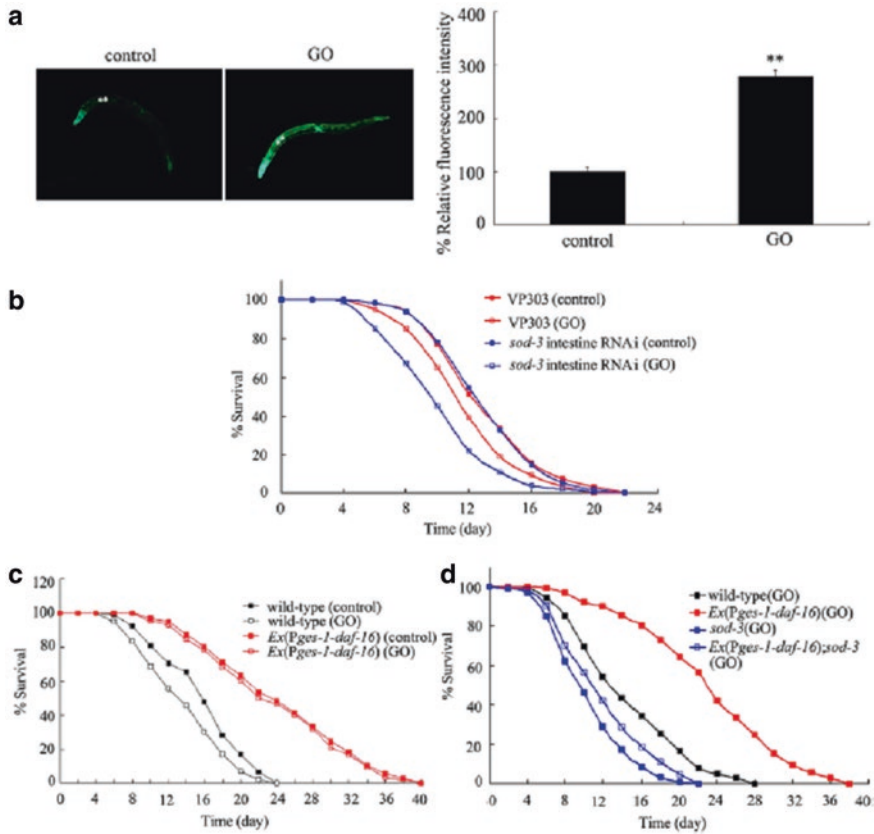 a
control
GO
% Relative fluorescence intensity
400
300
200
100
0
**
control
GO
b
% Survival
100
80
60
40
20
0
VP303 (control)
VP303 (GO)
sod-3 intestine RNAi (control)
sod-3 intestine RNAi (GO)
0 4 8 12 16 20 24
Time (day)
c
% Survival
120
100
80
60
40
20
0
wild-type (control)
wild-type (GO)
Ex(Pges-1-daf-16) (control)
Ex(Pges-1-daf-16) (GO)
0 4 8 12 16 20 24 28 32 36 40
Time (day)
d
% Survival
100
80
60
40
20
0
wild-type(GO)
Ex(Pges-1-daf-16)(GO)
sod-3(GO)
Ex(Pges-1-daf-16);sod-3
(GO)
0 4 8 12 16 20 24 28 32 36 40
Time (day)